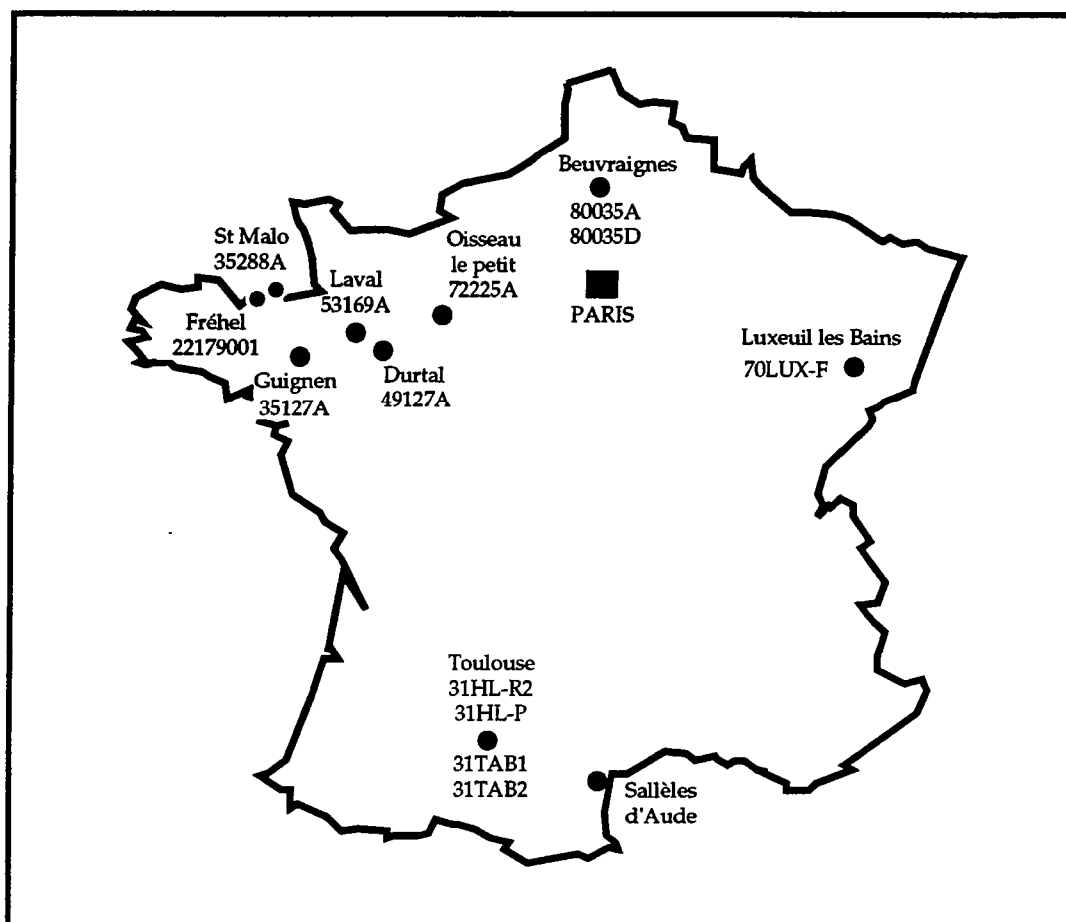 Beuvraignes
80035A
80035D
St Malo
35288A
Oisseau
le petit
72225A
Laval
53169A
PARIS
Fréhel
22179001
Luxeuil les Bains
70LUX-F
Guignen
35127A
Durtal
49127A
Toulouse
31HL-R2
31HL-P
31TAB1
31TAB2
Sallèles
d'Aude